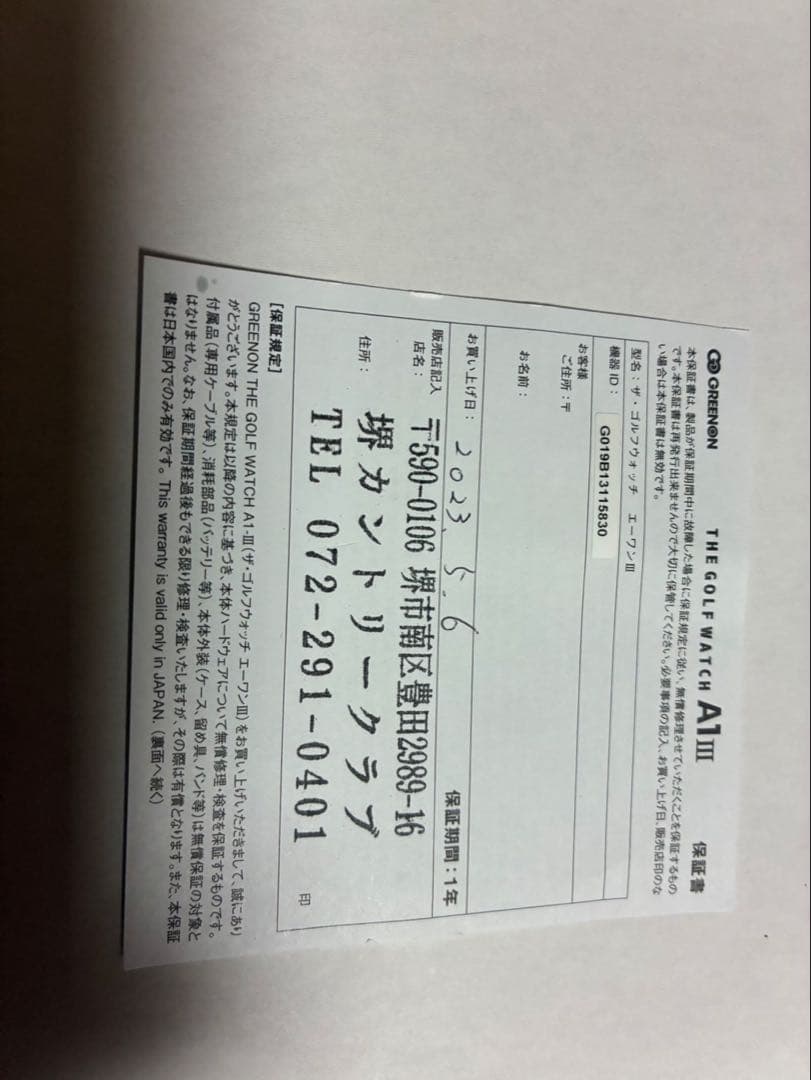 GREENON
THE GOLF WATCH A1Ⅲ 保証書
本保証書は、製品が保証期間中に故障した場合に保証規定に従い、無償修理させていただくことを保証するもの
です。本保証書は再発行出来ませんので大切に保管してください。必要事項の記入、お買い上げ日、販売店印のな
い場合は本保証書は無効です。
型名：ザ・ゴルフウォッチ エーワンⅢ
機器 ID： G019B13115830
お客様
ご住所：〒
お名前：
お買い上げ日： 2023. 5. 6 保証期間：1年
販売店記入
店名：
〒590-0106 堺市南区豊田2989-16
住所：
堺カントリークラブ
TEL 072-291-0401
印
[保証規定]
GREENON THE GOLF WATCH A1-Ⅲ(ザ・ゴルフウォッチ エーワンⅢ)をお買い上げいただきまして、誠にあり
がとうございます。本規定は以降の内容に基づき、本体ハードウェアについて無償修理・検査を保証するものです。
付属品(専用ケーブル等)、消耗部品(バッテリー等)、本体外装(ケース、留め具、バンド等)は無償保証の対象と
はなりません。なお、保証期間経過後もできる限り修理・検査いたしますが、その際は有償となります。また、本保証
書は日本国内でのみ有効です。This warranty is valid only in JAPAN. (裏面へ続く)